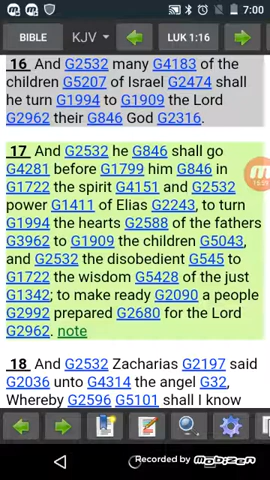 7:00
BIBLE KJV LUK 1:16
16 And G2532 many G4183 of the
children G5207 of Israel G2474 shall
he turn G1994 to G1909 the Lord
G2962 their G846 God G2316.
17 And G2532 he G846 shall go
G4281 before G1799 him G846 in
G1722 the spirit G4151 and G2532
power G1411 of Elias G2243, to turn
G1994 the hearts G2588 of the fathers
G3962 to G1909 the children G5043,
and G2532 the disobedient G545 to
G1722 the wisdom G5428 of the just
G1342; to make ready G2090 a people
G2992 prepared G2680 for the Lord
G2962. note
18 And G2532 Zacharias G2197 said
G2036 unto G4314 the angel G32,
Whereby G2596 G5101 shall I know
Recorded by mobizen